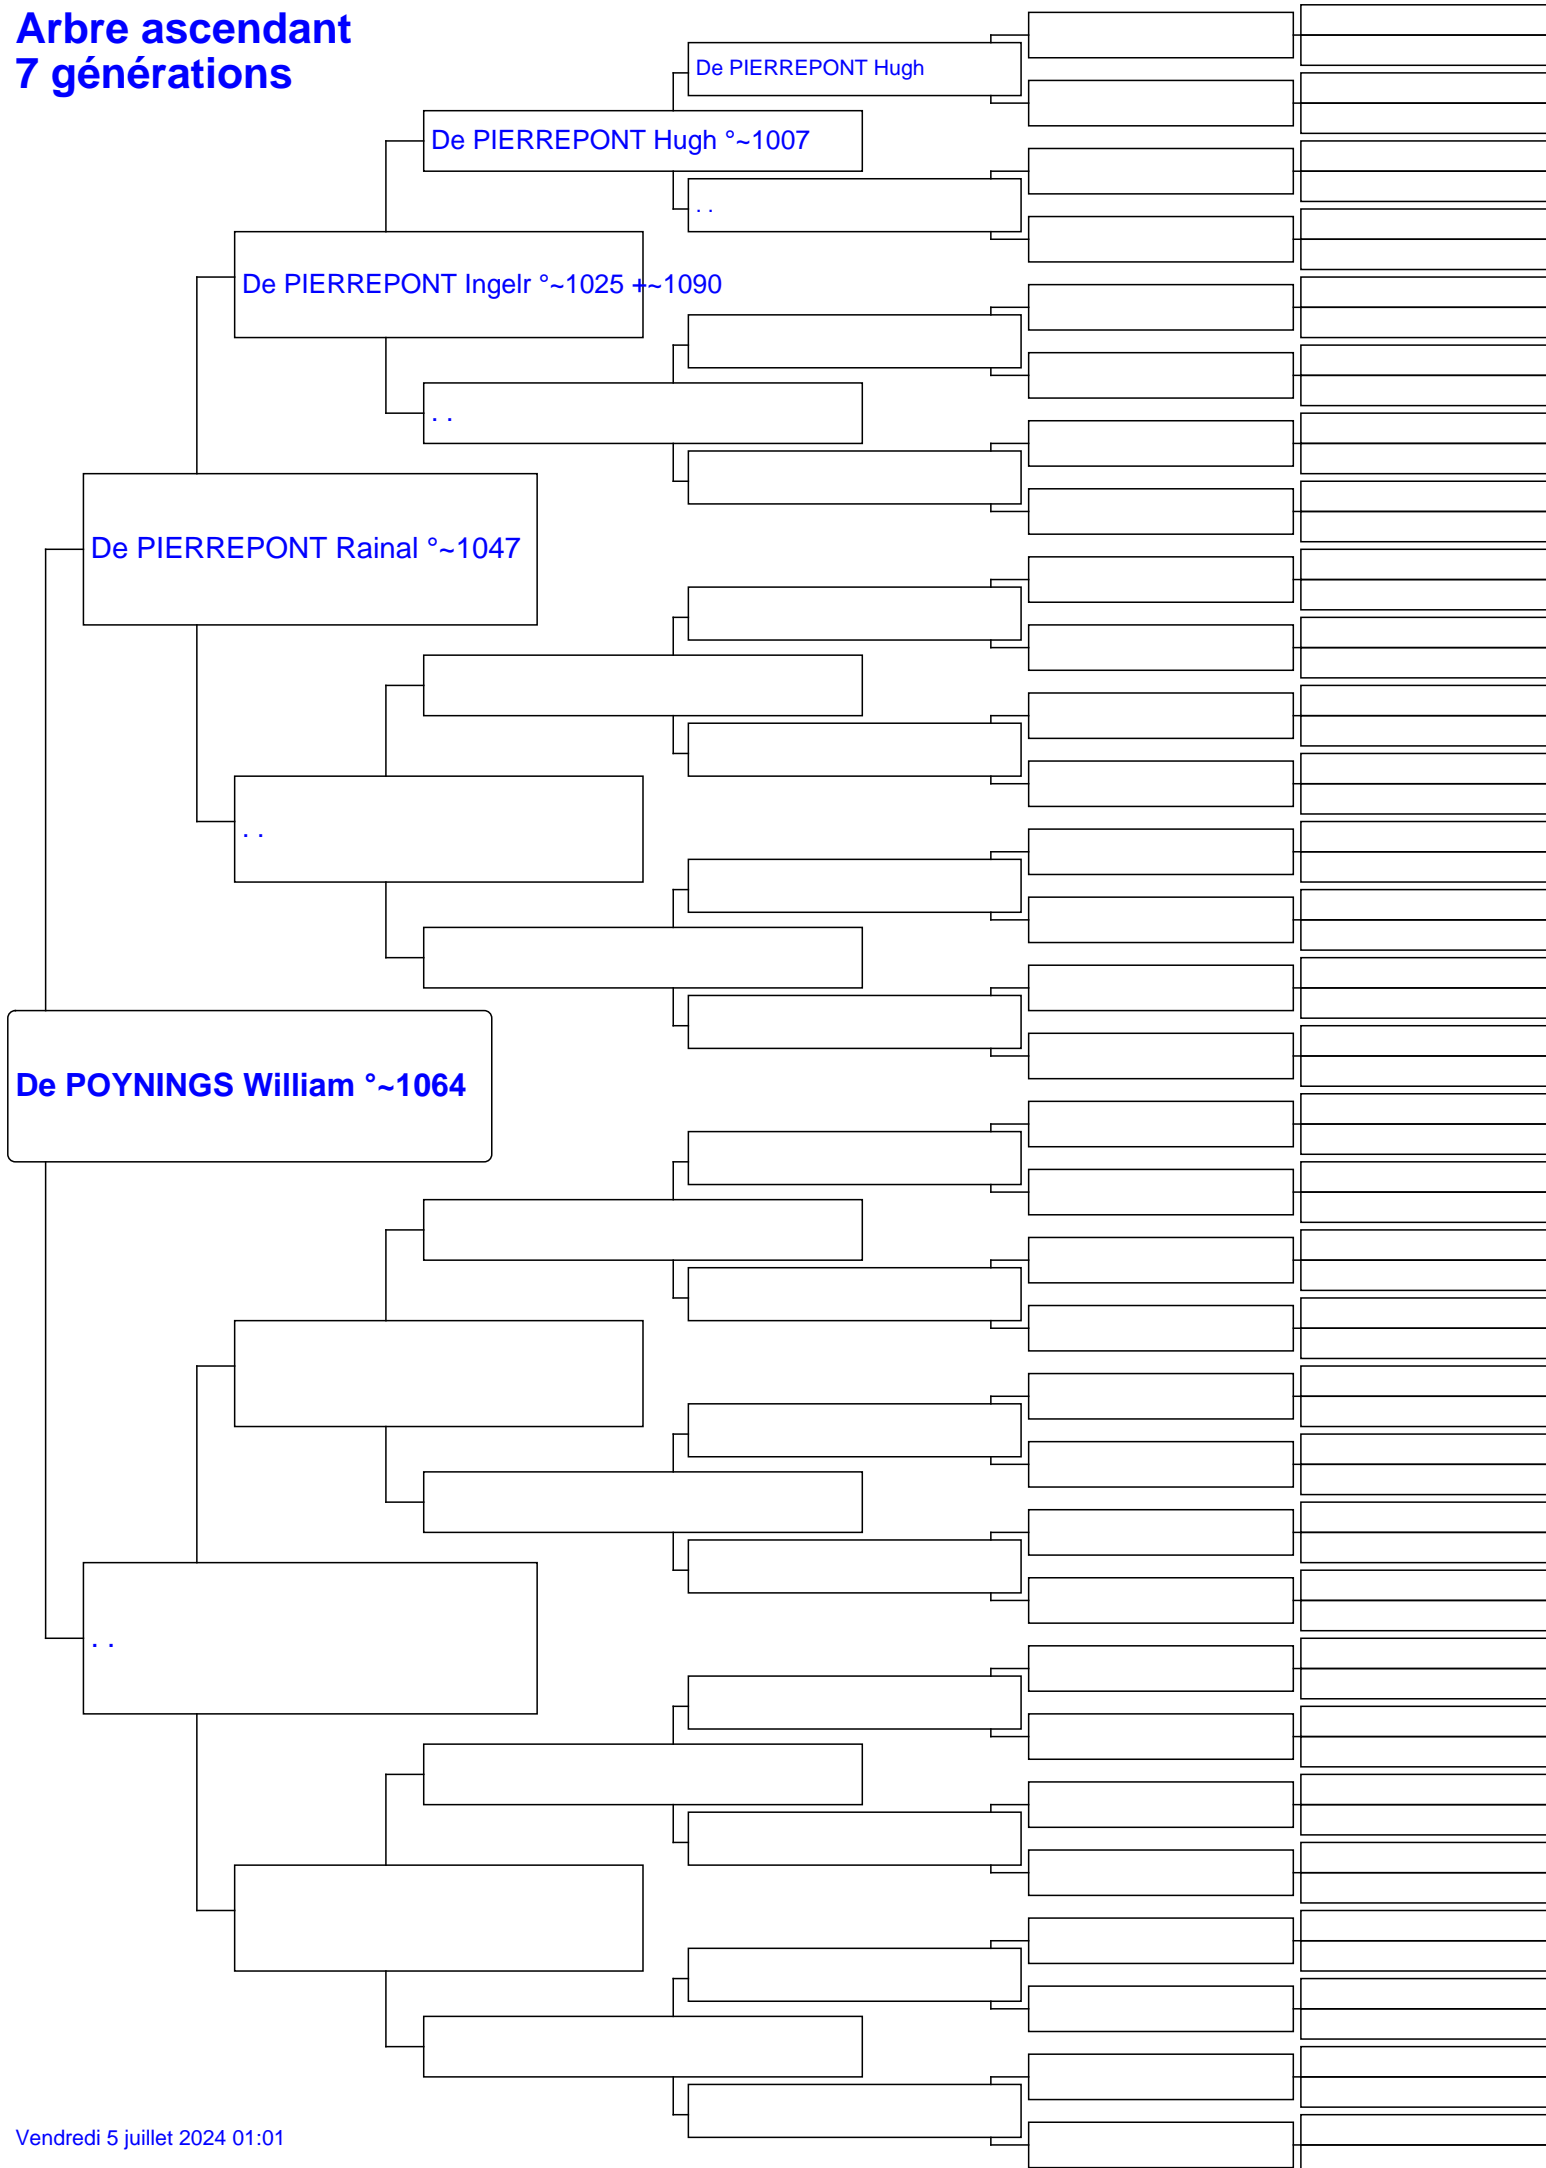 Arbre ascendant
7 générations
De PIERREPONT Hugh
De PIERREPONT Hugh °~1007
. .
De PIERREPONT Ingelr °~1025 +~1090
. .
De PIERREPONT Rainal °~1047
. .
De POYNINGS William °~1064
. .
Vendredi 5 juillet 2024 01:01